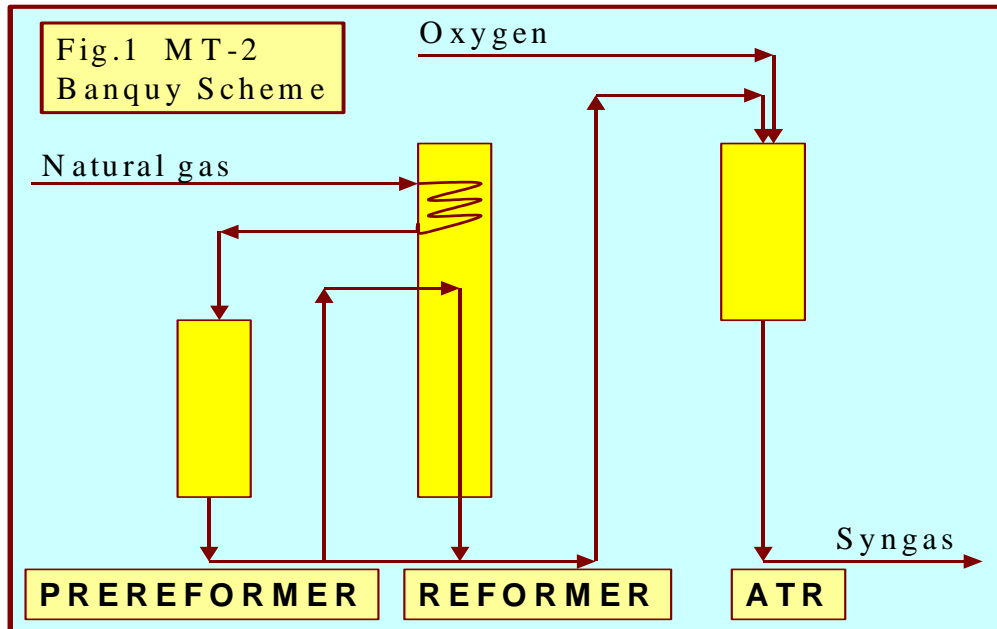 Fig.1 MT-2
Banquy Scheme
Oxygen
Natural gas
Syngas
PREREFORMER
REFORMER
ATR